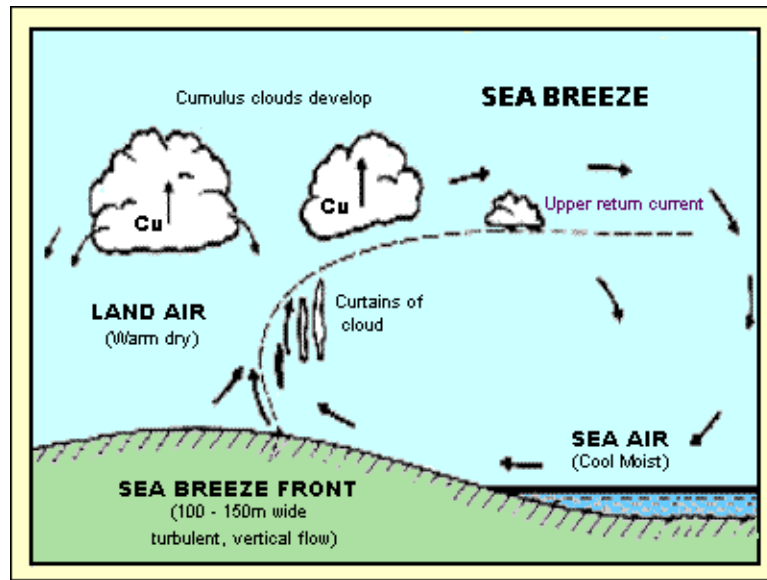 SEA BREEZE
Cumulus clouds develop
Cu
Cu
Upper return current
Curtains of
cloud
LAND AIR
(Warm dry)
SEA AIR
(Cool Moist)
SEA BREEZE FRONT
(100 - 150m wide
turbulent, vertical flow)